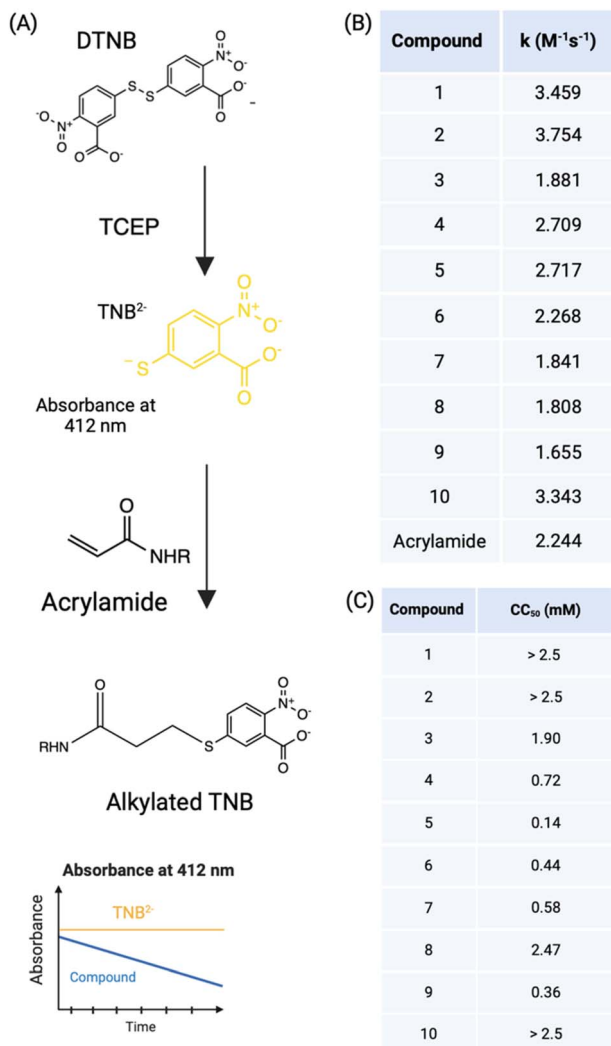 (A)
DTNB
O
N+
O-
S
S
O-
O
-
-O
N+
O
O
O-
TCEP
TNB2-
O
N+
O-
-
S
O-
O
Absorbance at
412 nm
O
NHR
Acrylamide
O
RHN
S
O
N+
O-
O-
O
Alkylated TNB
Absorbance at 412 nm
Absorbance
TNB2-
Compound
Time
(B)
Compound k (M-1s-1)
1 3.459
2 3.754
3 1.881
4 2.709
5 2.717
6 2.268
7 1.841
8 1.808
9 1.655
10 3.343
Acrylamide 2.244
(C)
Compound CC50 (mM)
1 > 2.5
2 > 2.5
3 1.90
4 0.72
5 0.14
6 0.44
7 0.58
8 2.47
9 0.36
10 > 2.5